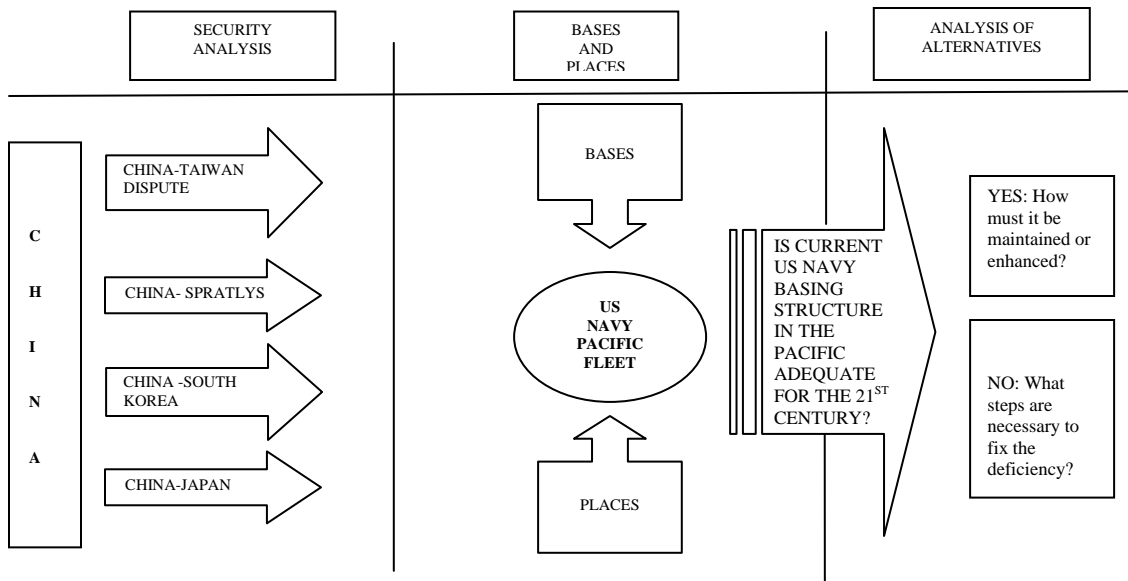 SECURITY
ANALYSIS
BASES
AND
PLACES
ANALYSIS OF
ALTERNATIVES
C
H
I
N
A
CHINA-TAIWAN
DISPUTE
CHINA- SPRATLYS
CHINA -SOUTH
KOREA
CHINA-JAPAN
BASES
US
NAVY
PACIFIC
FLEET
PLACES
IS CURRENT
US NAVY
BASING
STRUCTURE
IN THE
PACIFIC
ADEQUATE
FOR THE 21ST
CENTURY?
YES: How
must it be
maintained or
enhanced?
NO: What
steps are
necessary to
fix the
deficiency?